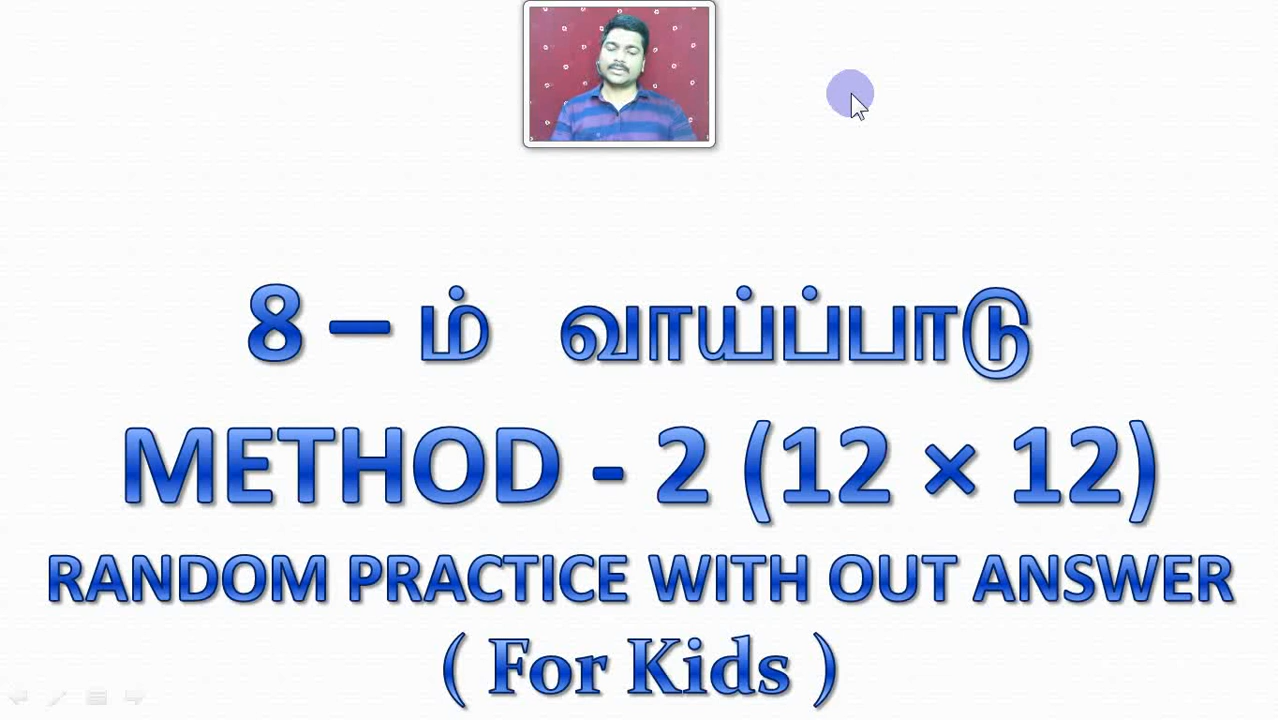 8 – ம் வாய்ப்பாடு
METHOD - 2 (12 × 12)
RANDOM PRACTICE WITH OUT ANSWER
( For Kids )